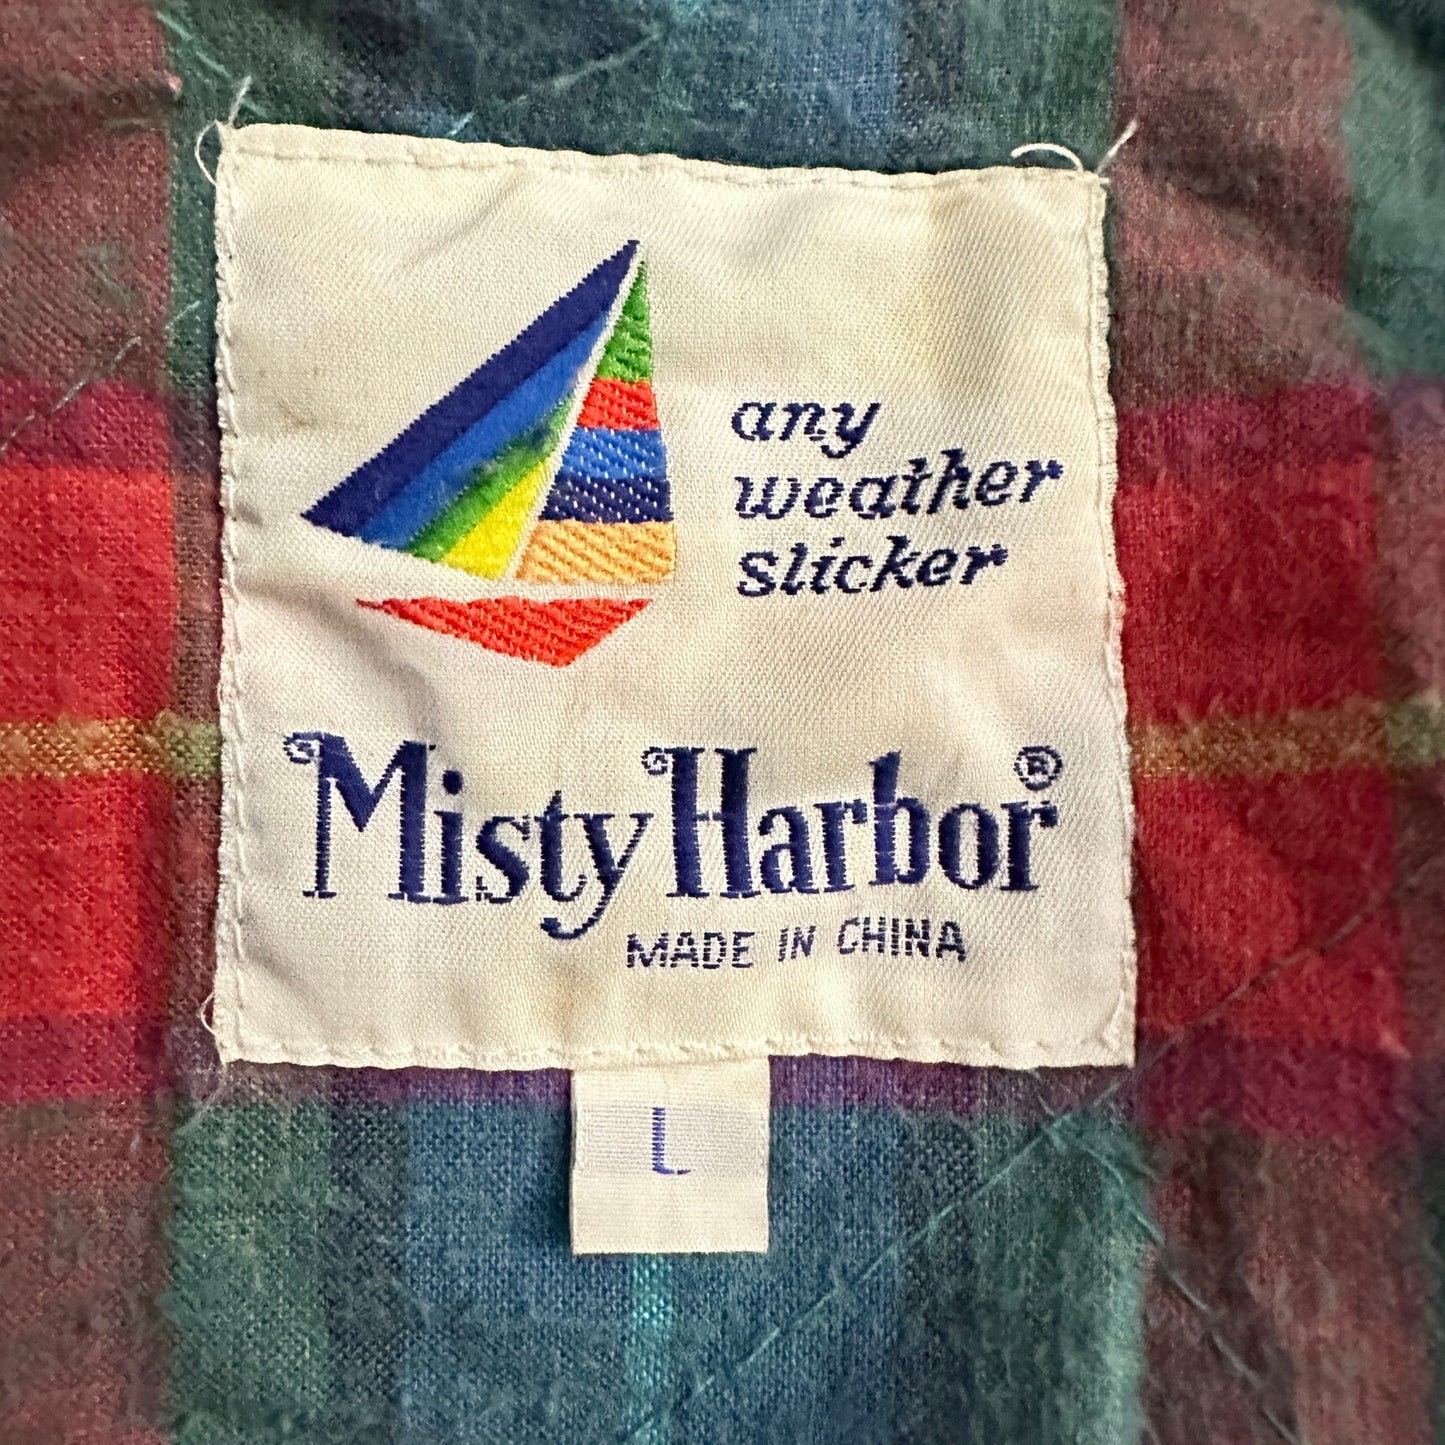 any
weather
slicker
Misty Harbor®
MADE IN CHINA
L